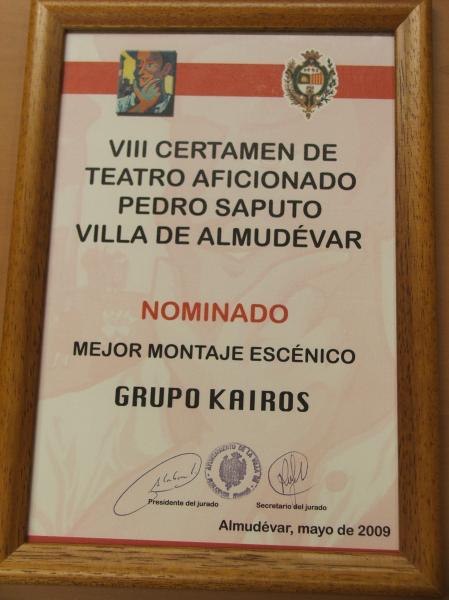 VIII CERTAMEN DE
TEATRO AFICIONADO
PEDRO SAPUTO
VILLA DE ALMUDÉVAR
NOMINADO
MEJOR MONTAJE ESCÉNICO
GRUPO KAIROS
Presidente del jurado
Secretario del jurado
Almudévar, mayo de 2009